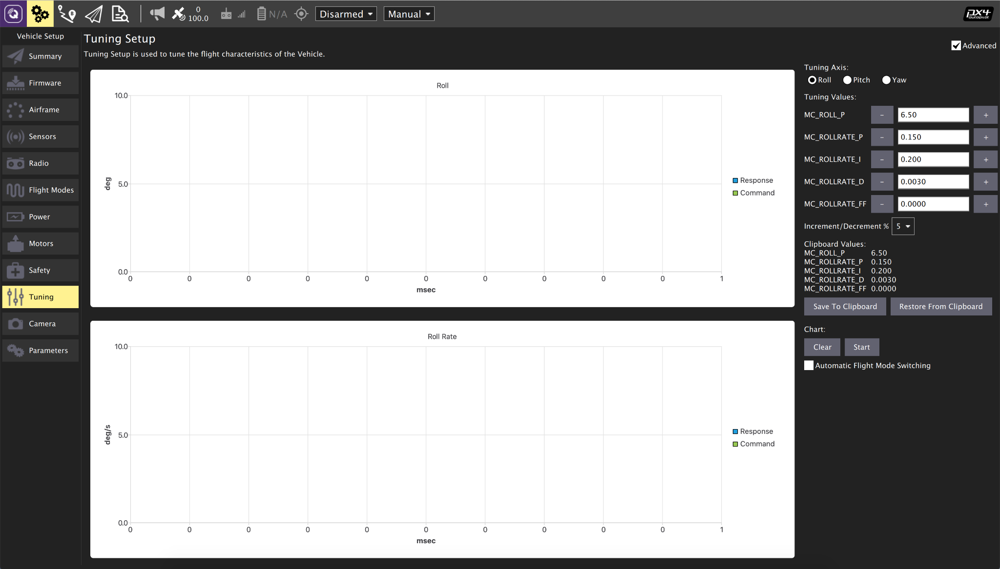 0
100.0
N/A
Disarmed
Manual
px4
autopilot
Vehicle Setup
Summary
Firmware
Airframe
Sensors
Radio
Flight Modes
Power
Motors
Safety
Tuning
Camera
Parameters
Tuning Setup
Tuning Setup is used to tune the flight characteristics of the Vehicle.
Advanced
Roll
10.0
5.0
0.0
deg
0 0 0 0 0 0 0 0 0 0 1
msec
Response
Command
Roll Rate
10.0
5.0
0.0
deg/s
0 0 0 0 0 0 0 0 0 0 1
msec
Response
Command
Tuning Axis:
Roll Pitch Yaw
Tuning Values:
MC_ROLL_P - 6.50 +
MC_ROLLRATE_P - 0.150 +
MC_ROLLRATE_I - 0.200 +
MC_ROLLRATE_D - 0.0030 +
MC_ROLLRATE_FF - 0.0000 +
Increment/Decrement % 5
Clipboard Values:
MC_ROLL_P 6.50
MC_ROLLRATE_P 0.150
MC_ROLLRATE_I 0.200
MC_ROLLRATE_D 0.0030
MC_ROLLRATE_FF 0.0000
Save To Clipboard Restore From Clipboard
Chart:
Clear Start
Automatic Flight Mode Switching